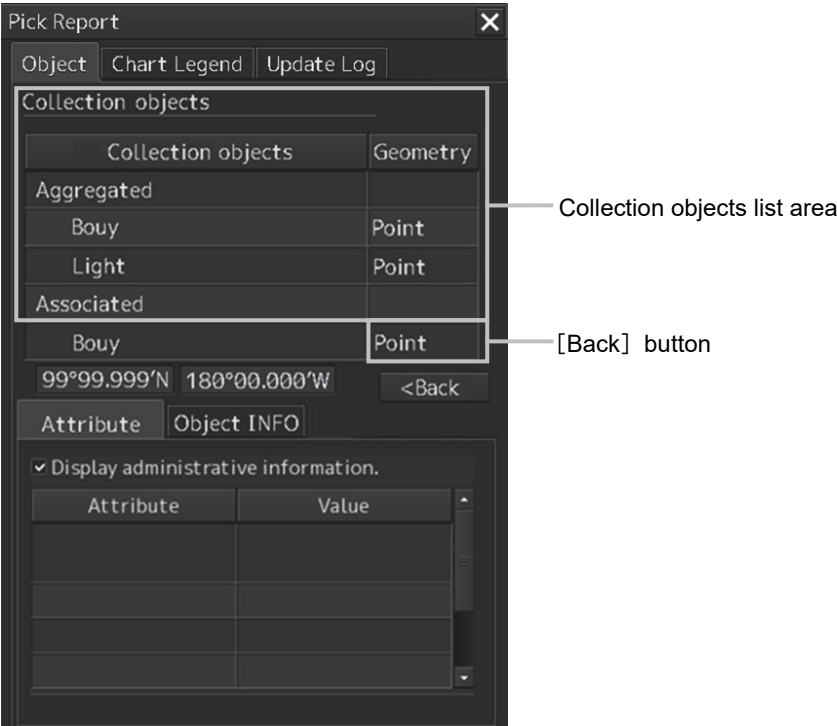 Pick Report
Object Chart Legend Update Log
Collection objects
Collection objects Geometry
Aggregated
Bouy Point
Light Point
Associated
Bouy Point
99°99.999'N 180°00.000'W <Back
Attribute Object INFO
Display administrative information.
Attribute Value
Collection objects list area
［Back］ button